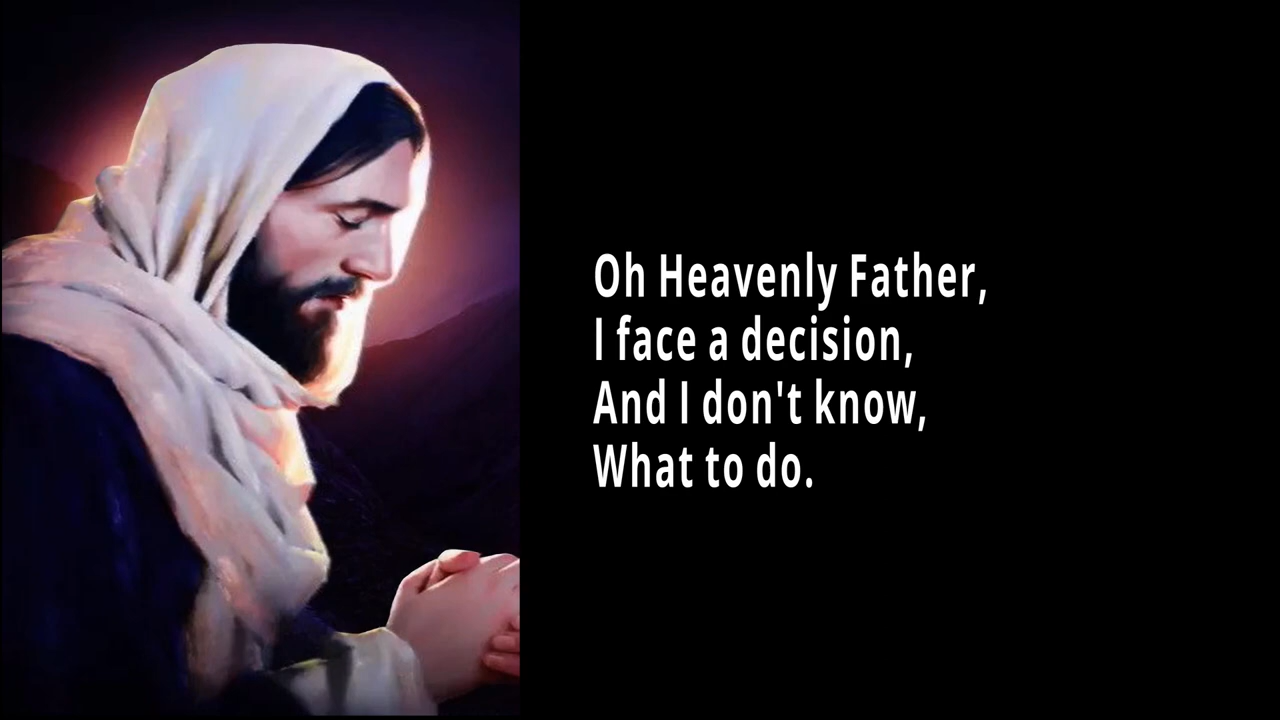 Oh Heavenly Father,
I face a decision,
And I don't know,
What to do.